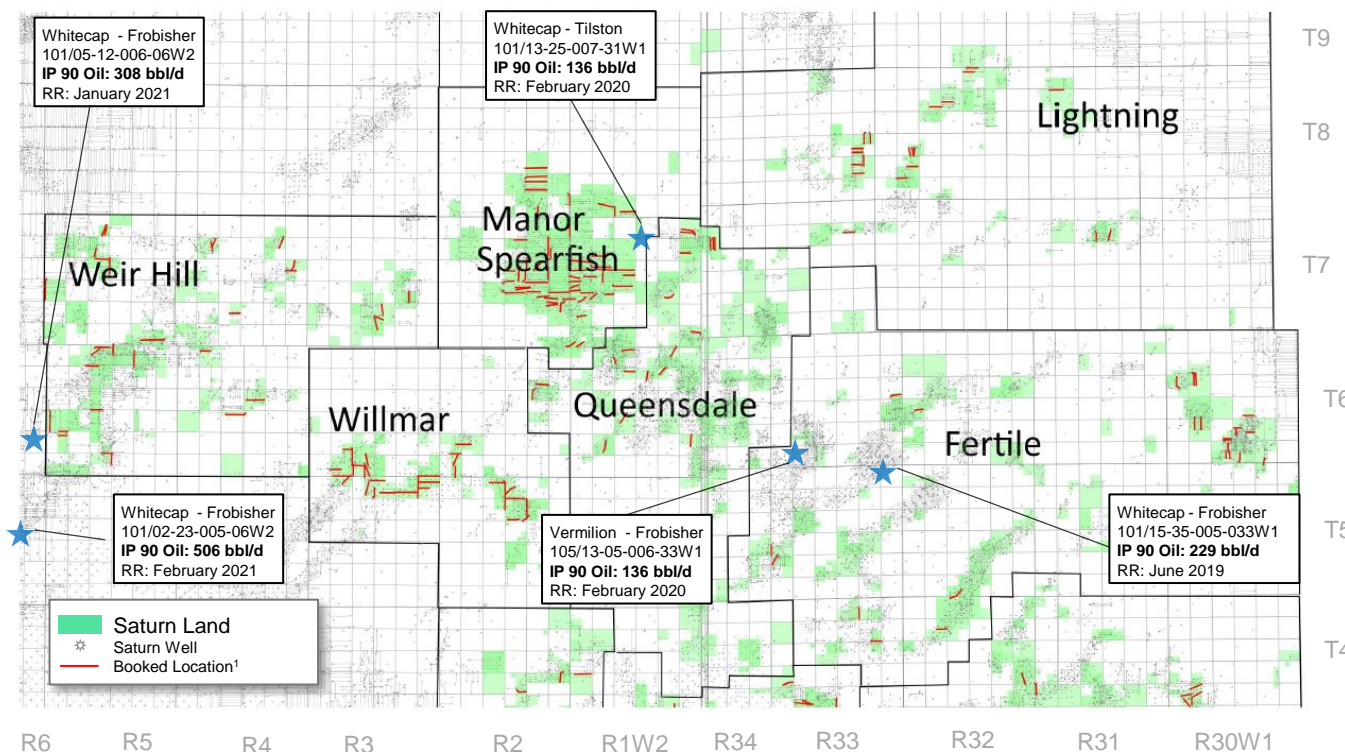 Whitecap - Frobisher
101/05-12-006-06W2
IP 90 Oil: 308 bbl/d
RR: January 2021
Whitecap - Tilston
101/13-25-007-31W1
IP 90 Oil: 136 bbl/d
RR: February 2020
T9
Lightning
T8
Manor
Spearfish
Weir Hill
T7
Willmar
Queensdale
Fertile
T6
Whitecap - Frobisher
101/02-23-005-06W2
IP 90 Oil: 506 bbl/d
RR: February 2021
Vermilion - Frobisher
105/13-05-006-33W1
IP 90 Oil: 136 bbl/d
RR: February 2020
Whitecap - Frobisher
101/15-35-005-033W1
IP 90 Oil: 229 bbl/d
RR: June 2019
T5
Saturn Land
Saturn Well
Booked Location¹
T4
R6 R5 R4 R3 R2 R1W2 R34 R33 R32 R31 R30W1